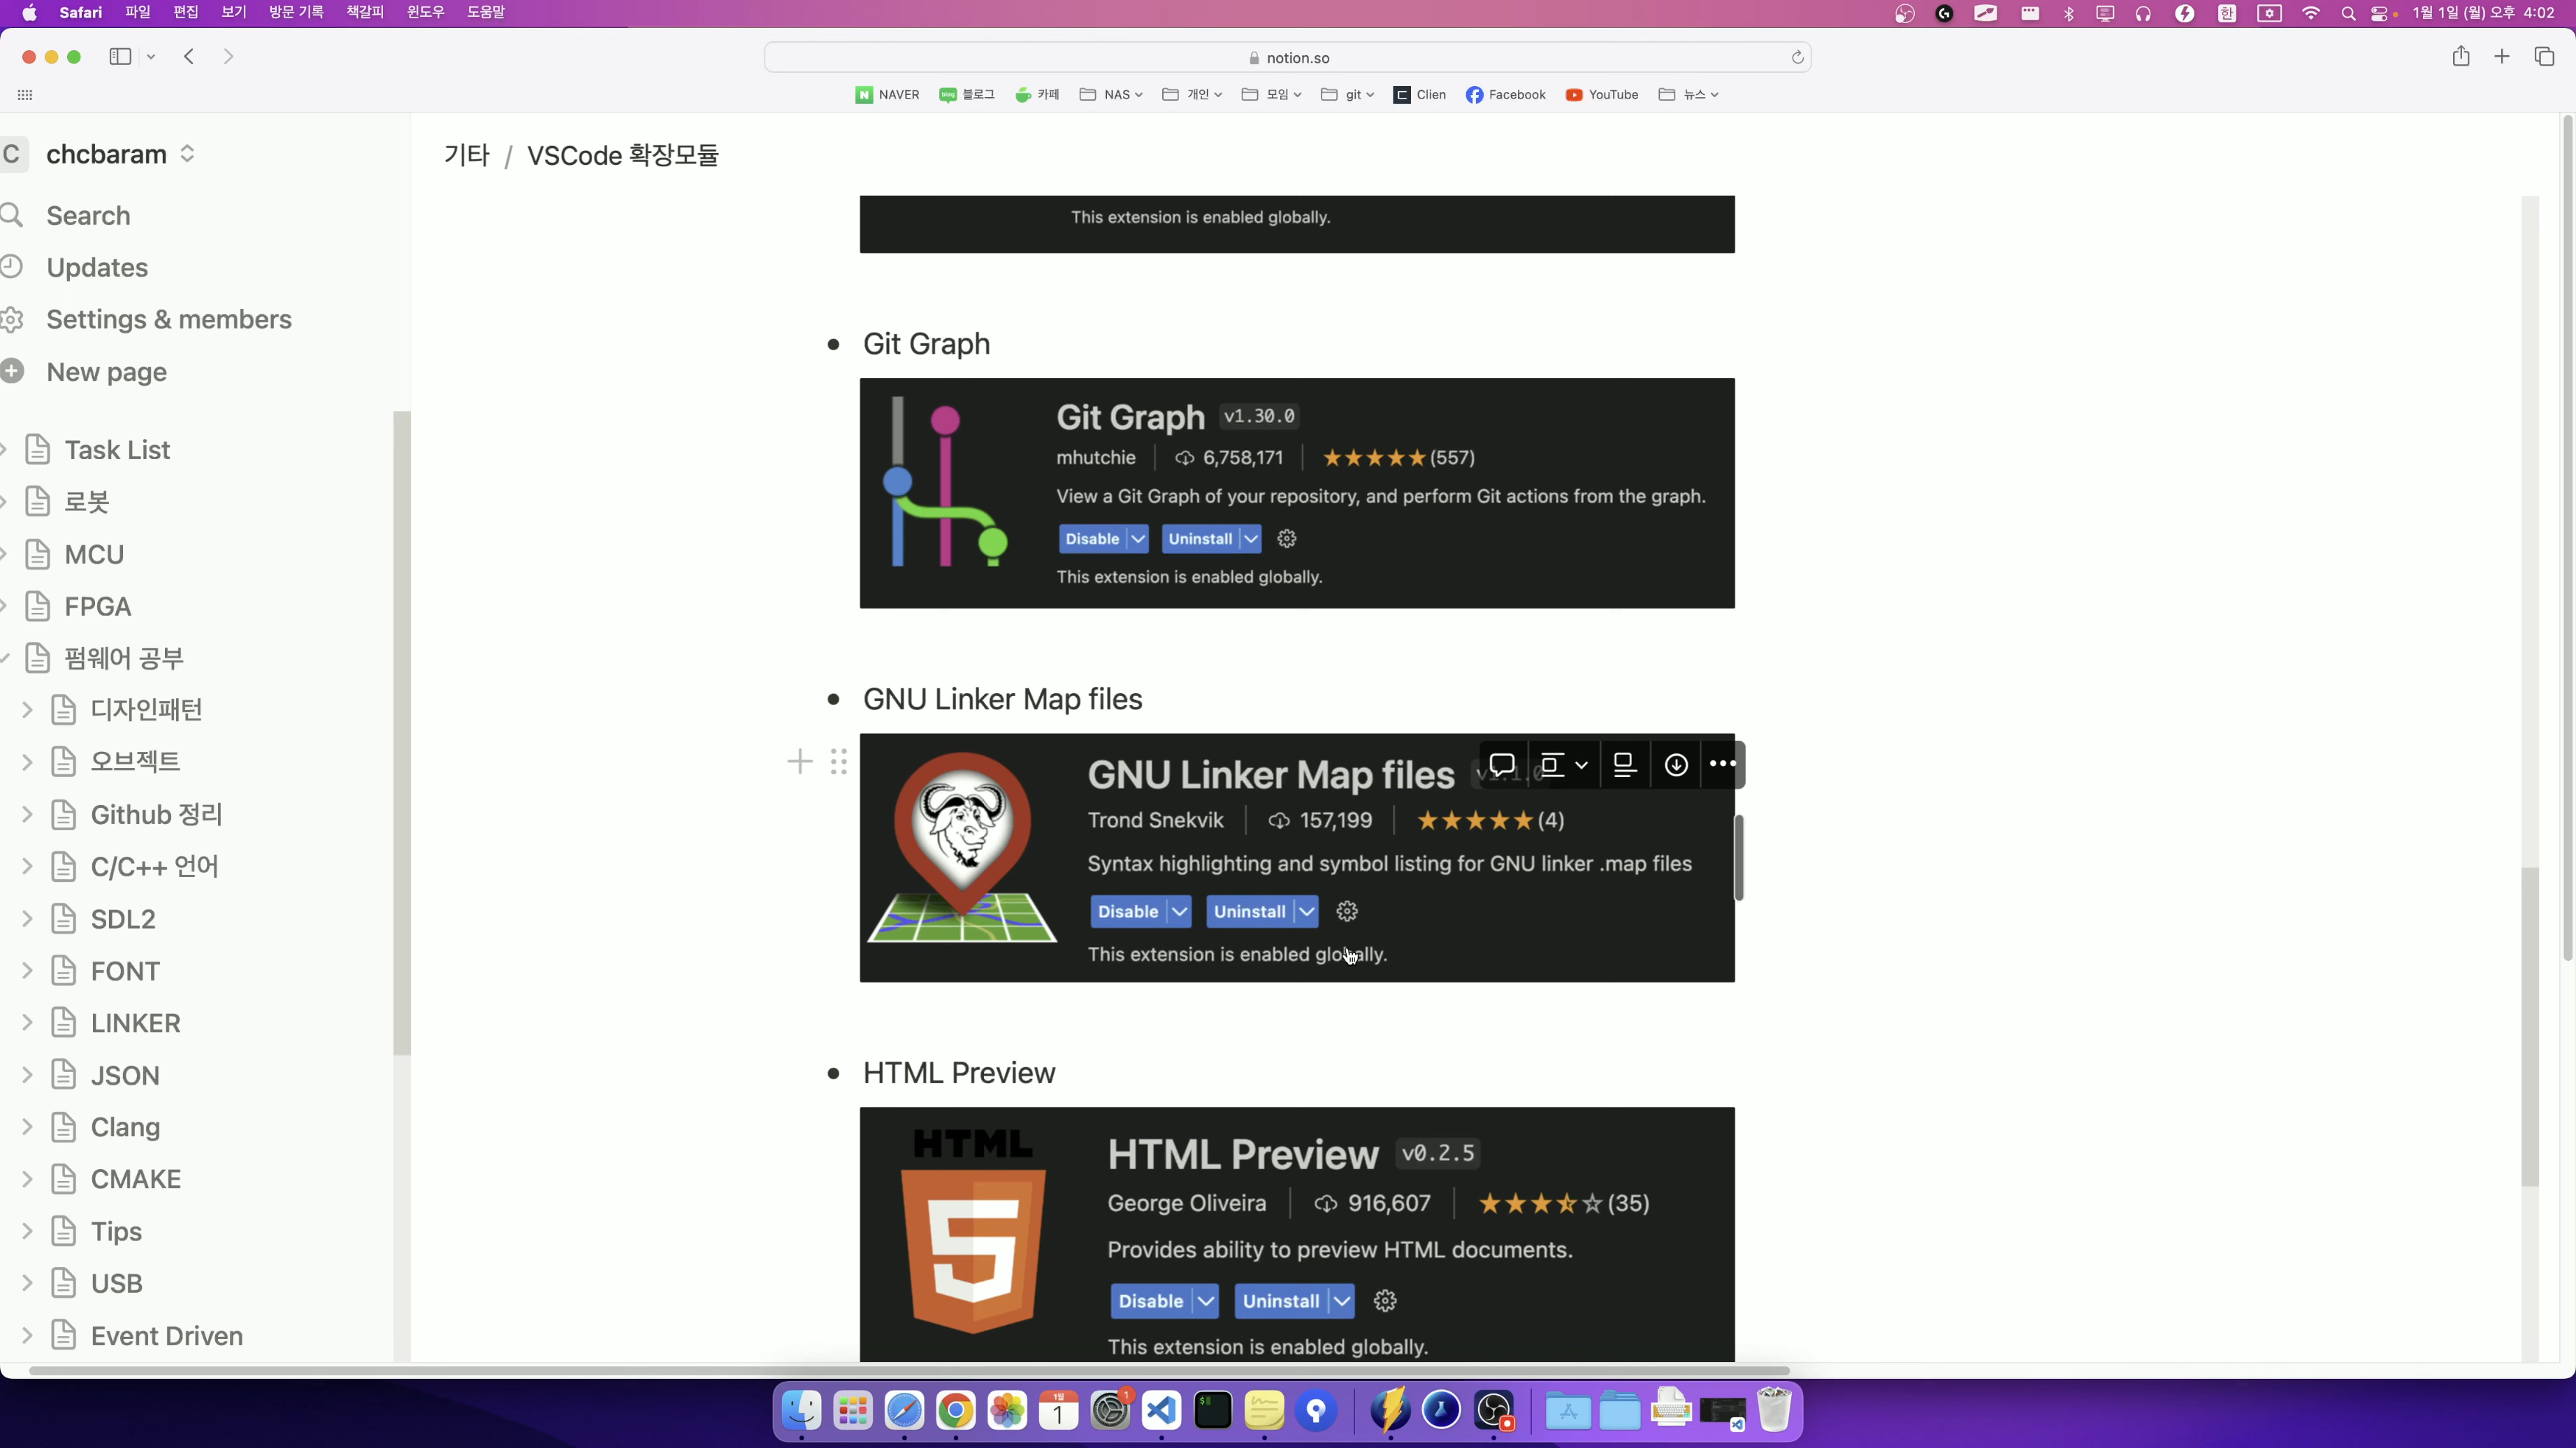 Safari 파일 편집 보기 방문 기록 책갈피 윈도우 도움말
한
1월 1일 (월) 오후 4:02
notion.so
NAVER 블로그 카페 NAS 개인 모임 git Clien Facebook YouTube 뉴스
C chcbaram
Search
Updates
Settings & members
New page
Task List
로봇
MCU
FPGA
펌웨어 공부
디자인패턴
오브젝트
Github 정리
C/C++ 언어
SDL2
FONT
LINKER
JSON
Clang
CMAKE
Tips
USB
Event Driven
기타 / VSCode 확장모듈
This extension is enabled globally.
• Git Graph
Git Graph v1.30.0
mhutchie 6,758,171 ★★★★★(557)
View a Git Graph of your repository, and perform Git actions from the graph.
Disable Uninstall
This extension is enabled globally.
• GNU Linker Map files
GNU Linker Map files
Trond Snekvik 157,199 ★★★★★(4)
Syntax highlighting and symbol listing for GNU linker .map files
Disable Uninstall
This extension is enabled globally.
• HTML Preview
HTML
5
HTML Preview v0.2.5
George Oliveira 916,607 (35)
Provides ability to preview HTML documents.
Disable Uninstall
This extension is enabled globally.
1월
1
1